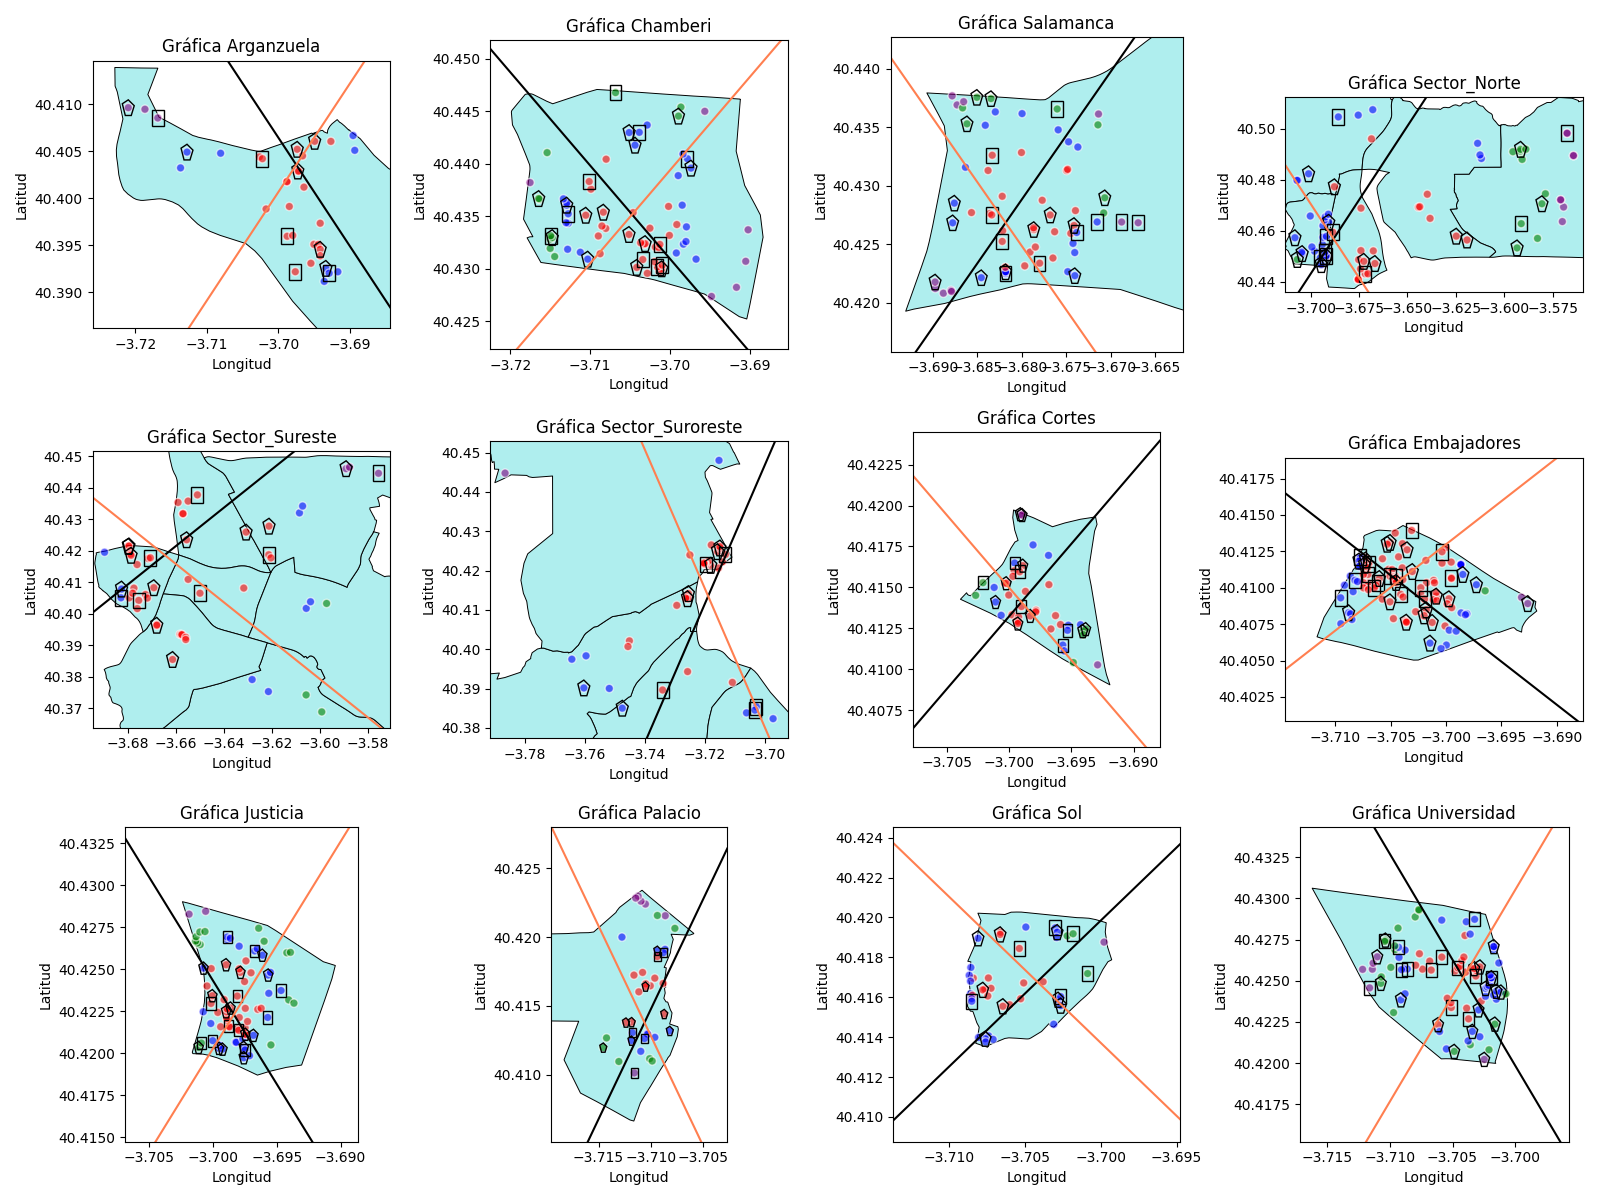 Gráfica Arganzuela
40.410
40.405
40.400
40.395
40.390
Latitud
−3.72 −3.71 −3.70 −3.69
Longitud
Gráfica Chamberi
40.450
40.445
40.440
40.435
40.430
40.425
Latitud
−3.72 −3.71 −3.70 −3.69
Longitud
Gráfica Salamanca
40.440
40.435
40.430
40.425
40.420
Latitud
−3.690 −3.685 −3.680 −3.675 −3.670 −3.665
Longitud
Gráfica Sector_Norte
40.50
40.48
40.46
40.44
Latitud
−3.700 −3.675 −3.650 −3.625 −3.600 −3.575
Longitud
Gráfica Sector_Sureste
40.45
40.44
40.43
40.42
40.41
40.40
40.39
40.38
40.37
Latitud
−3.68 −3.66 −3.64 −3.62 −3.60 −3.58
Longitud
Gráfica Sector_Suroreste
40.45
40.44
40.43
40.42
40.41
40.40
40.39
40.38
Latitud
−3.78 −3.76 −3.74 −3.72 −3.70
Longitud
Gráfica Cortes
40.4225
40.4200
40.4175
40.4150
40.4125
40.4100
40.4075
Latitud
−3.705 −3.700 −3.695 −3.690
Longitud
Gráfica Embajadores
40.4175
40.4150
40.4125
40.4100
40.4075
40.4050
40.4025
Latitud
−3.710 −3.705 −3.700 −3.695 −3.690
Longitud
Gráfica Justicia
40.4325
40.4300
40.4275
40.4250
40.4225
40.4200
40.4175
40.4150
Latitud
−3.705 −3.700 −3.695 −3.690
Longitud
Gráfica Palacio
40.425
40.420
40.415
40.410
Latitud
−3.715 −3.710 −3.705
Longitud
Gráfica Sol
40.424
40.422
40.420
40.418
40.416
40.414
40.412
40.410
Latitud
−3.710 −3.705 −3.700 −3.695
Longitud
Gráfica Universidad
40.4325
40.4300
40.4275
40.4250
40.4225
40.4200
40.4175
Latitud
−3.715 −3.710 −3.705 −3.700
Longitud